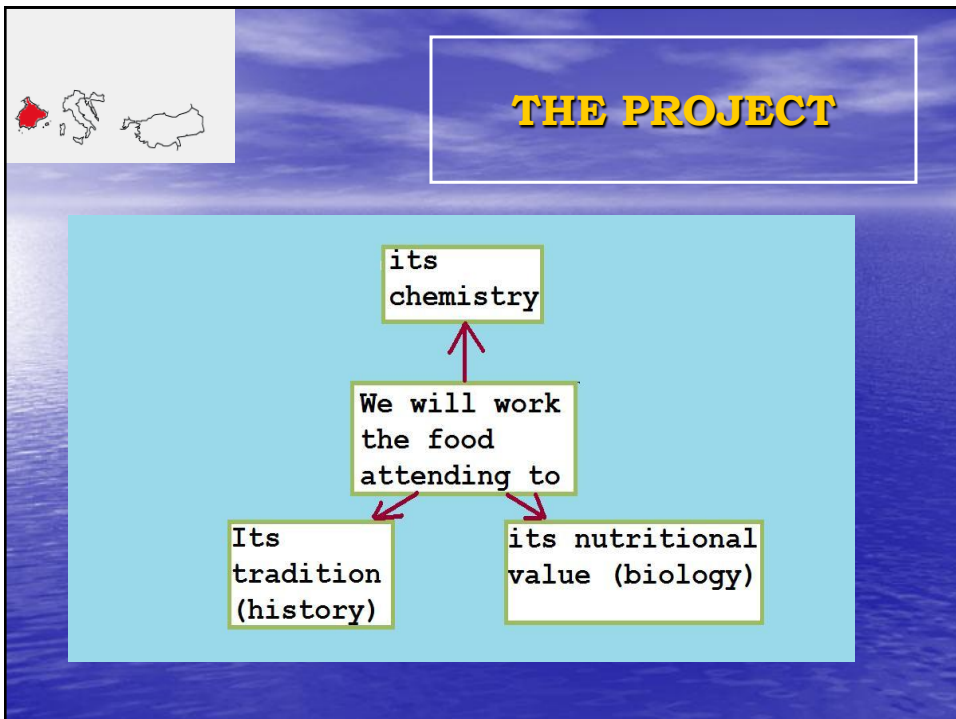 THE PROJECT
its
chemistry
We will work
the food
attending to
Its
tradition
(history)
its nutritional
value (biology)